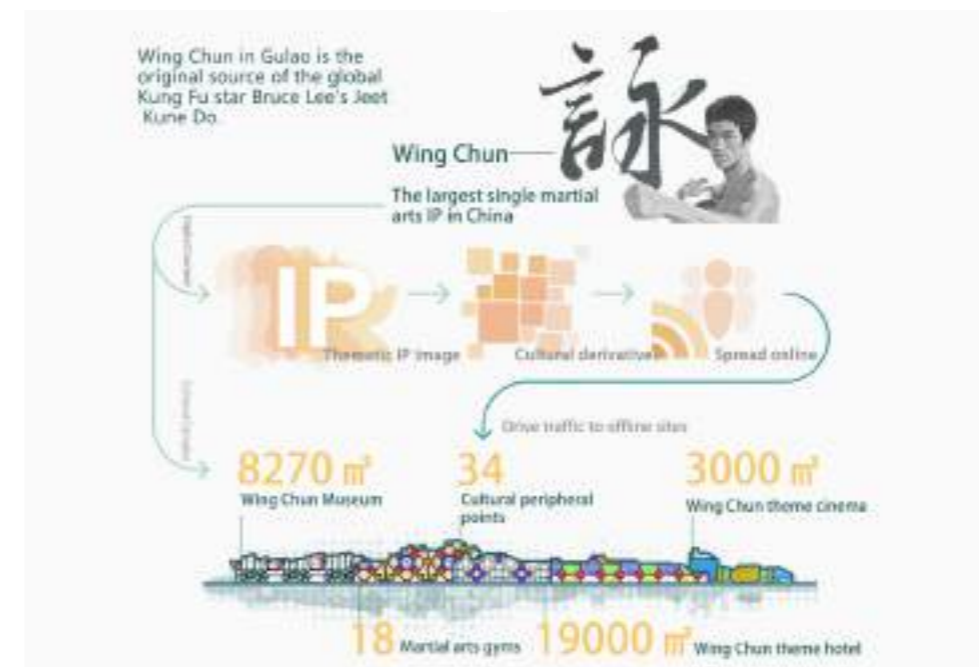 Wing Chun in Gulao is the
original source of the global
Kung Fu star Bruce Lee's Jeet
Kune Do
詠
Wing Chun
The largest single martial
arts IP in China
IP
Thematic IP image
Cultural derivatives
Spread online
Drive traffic to offline sites
8270 ㎡
Wing Chun Museum
34
Cultural peripheral
points
3000 ㎡
Wing Chun theme cinema
18 Martial arts gyms
19000 ㎡ Wing Chun theme hotel